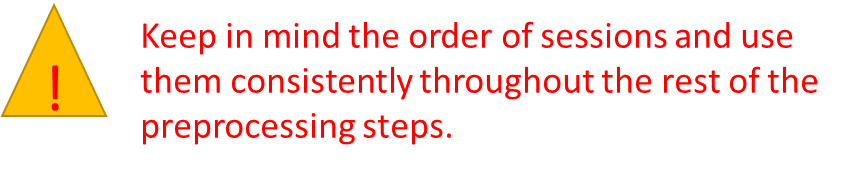 !
Keep in mind the order of sessions and use
them consistently throughout the rest of the
preprocessing steps.